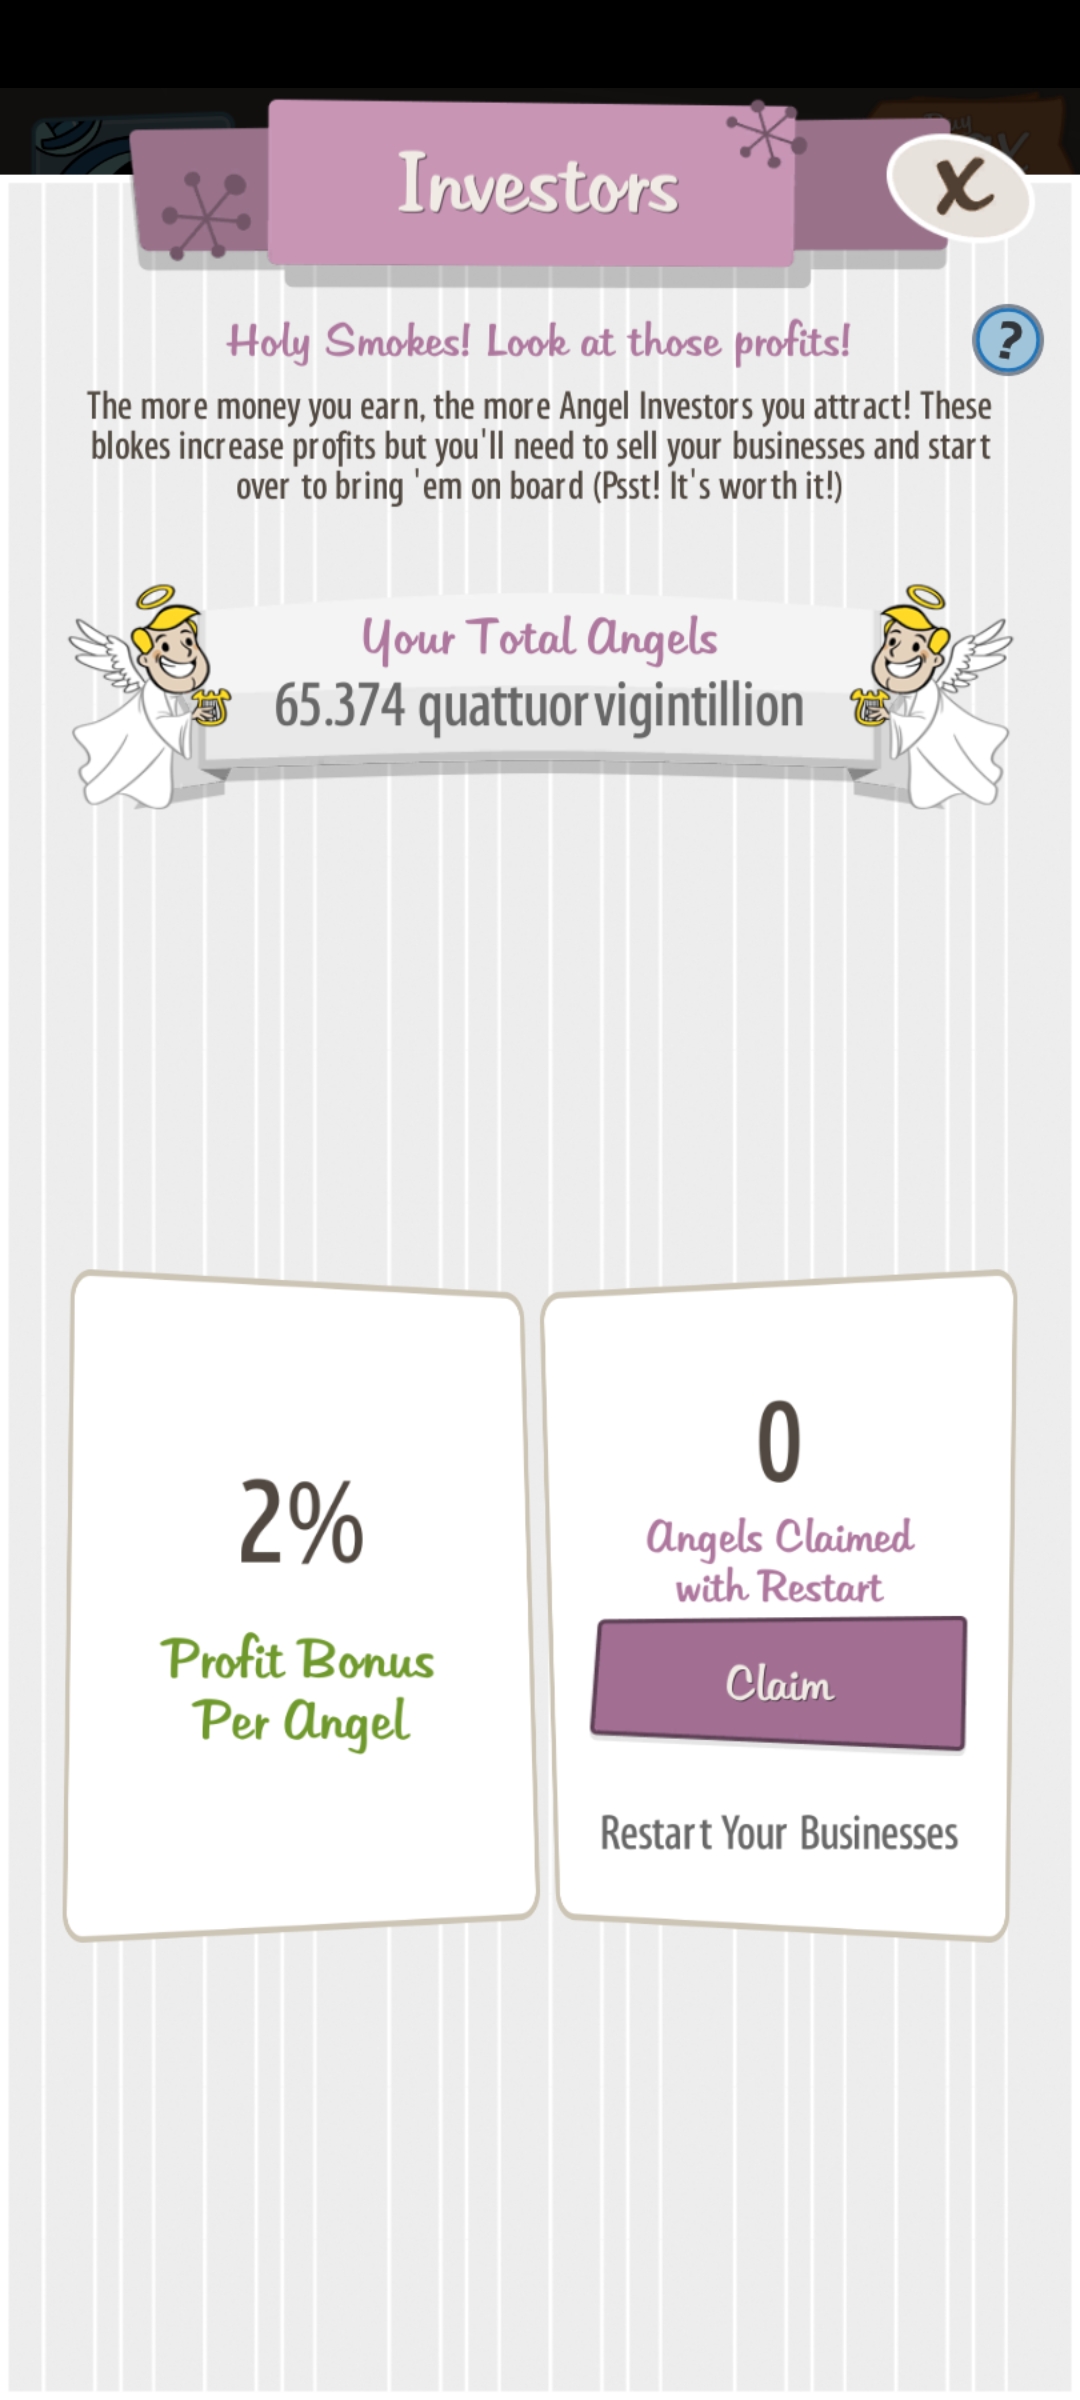 Investors
X
Holy Smokes! Look at those profits!
?
The more money you earn, the more Angel Investors you attract! These
blokes increase profits but you'll need to sell your businesses and start
over to bring 'em on board (Psst! It's worth it!)
Your Total Angels
65.374 quattuorvigintillion
2%
Profit Bonus
Per Angel
0
Angels Claimed
with Restart
Claim
Restart Your Businesses